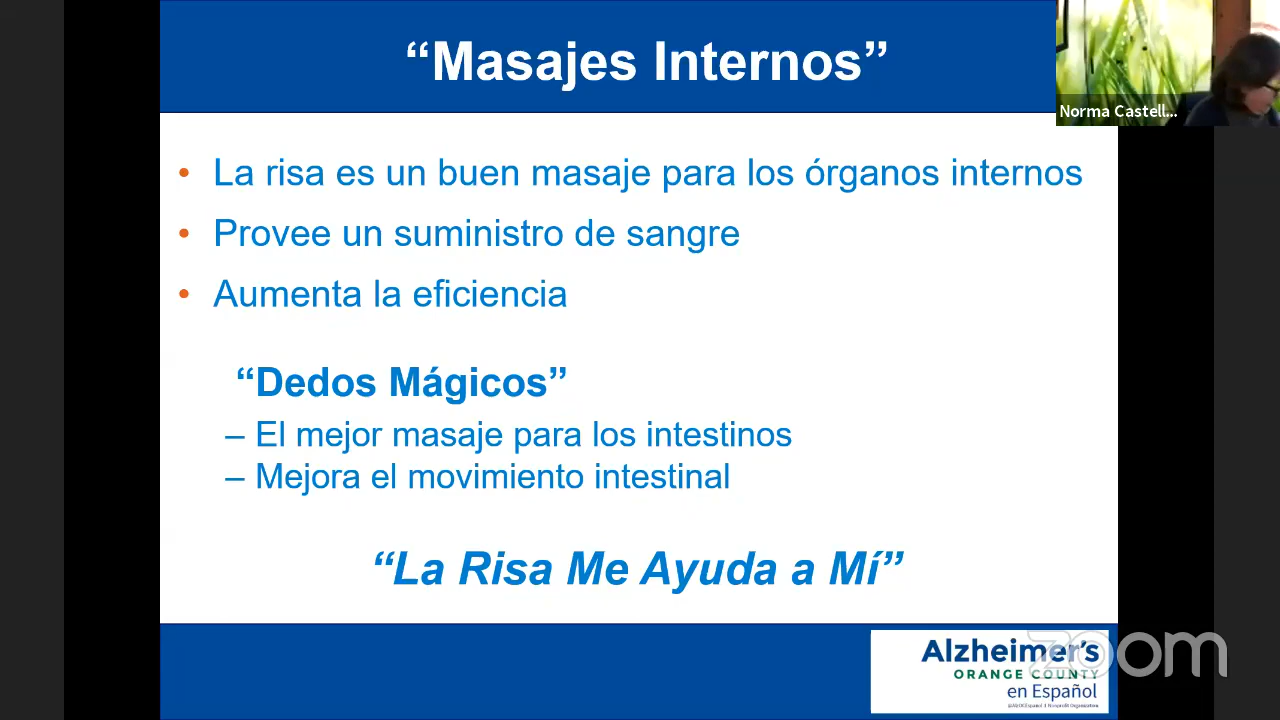 “Masajes Internos”
Norma Castell...
• La risa es un buen masaje para los órganos internos
• Provee un suministro de sangre
• Aumenta la eficiencia
“Dedos Mágicos”
– El mejor masaje para los intestinos
– Mejora el movimiento intestinal
“La Risa Me Ayuda a Mí”
Alzheimer's
ORANGE COUNTY
en Español
zoom